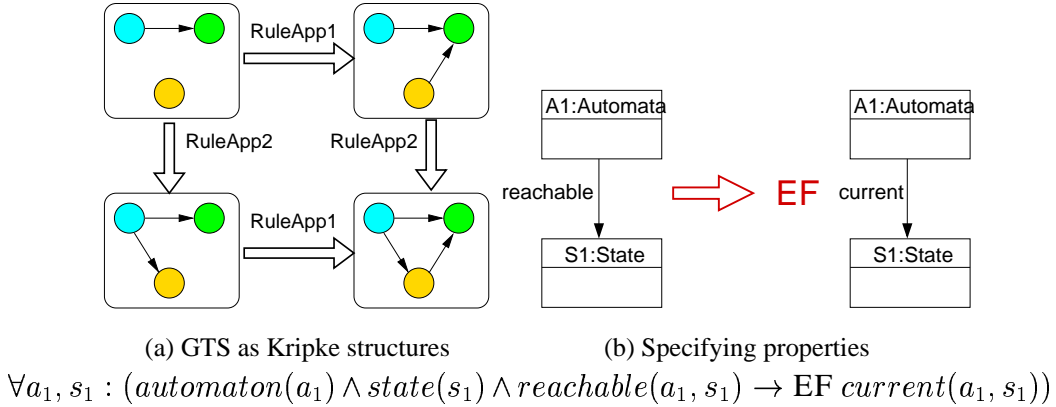 RuleApp1
RuleApp2
RuleApp2
RuleApp1
(a) GTS as Kripke structures
A1:Automata
reachable
S1:State
EF
A1:Automata
current
S1:State
(b) Specifying properties
∀a₁, s₁ : (automaton(a₁) ∧ state(s₁) ∧ reachable(a₁, s₁) → EF current(a₁, s₁))